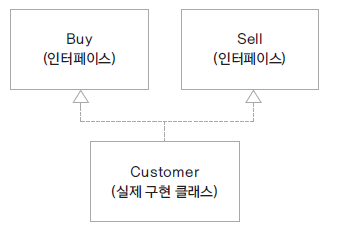 Buy
(인터페이스)
Sell
(인터페이스)
Customer
(실제 구현 클래스)